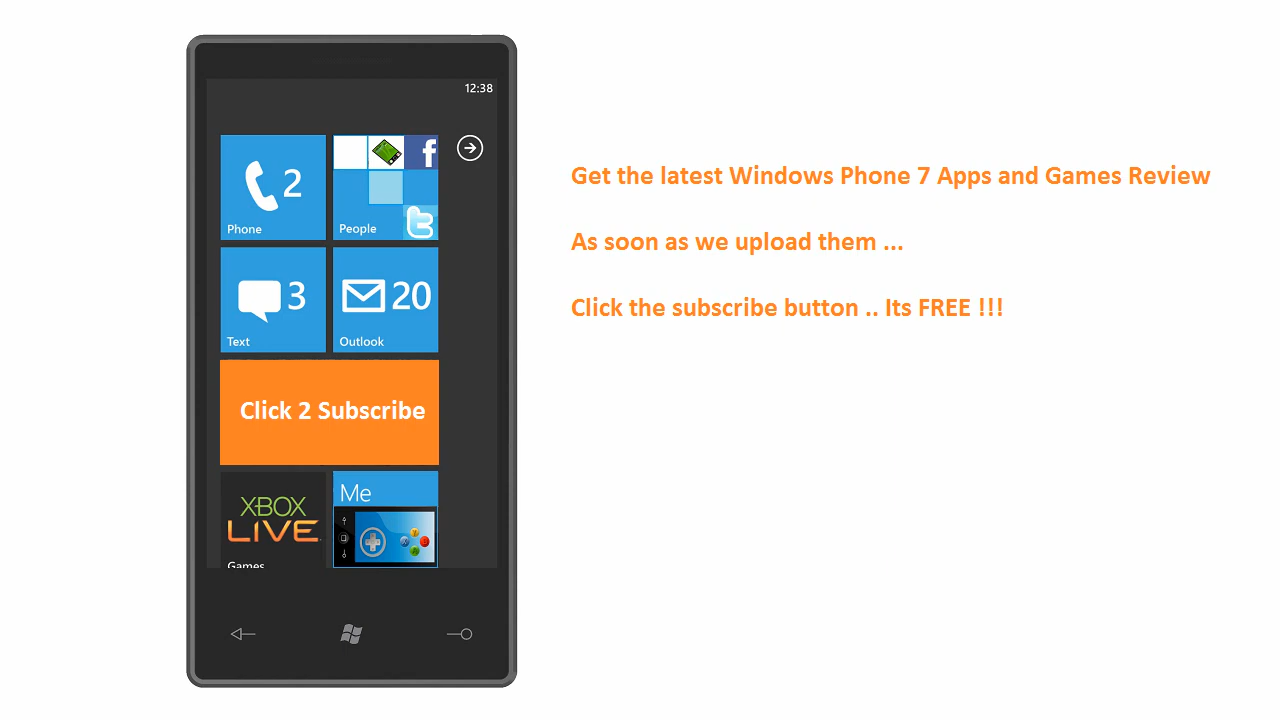 12:38
2
Phone
f
People
3
Text
20
Outlook
Click 2 Subscribe
XBOX
LIVE
Games
Me
Get the latest Windows Phone 7 Apps and Games Review
As soon as we upload them ...
Click the subscribe button .. Its FREE !!!